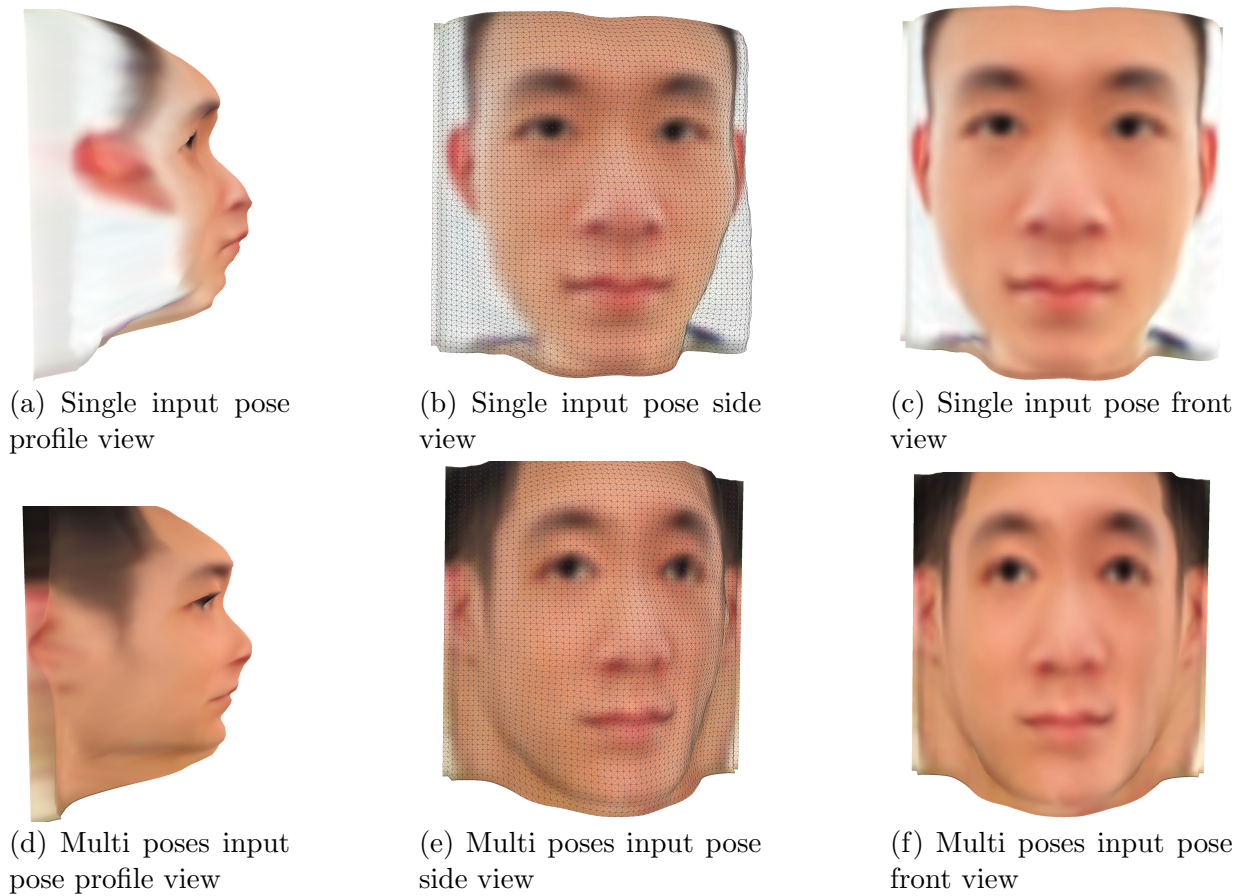 (a) Single input pose
profile view
(b) Single input pose side
view
(c) Single input pose front
view
(d) Multi poses input
pose profile view
(e) Multi poses input pose
side view
(f) Multi poses input pose
front view